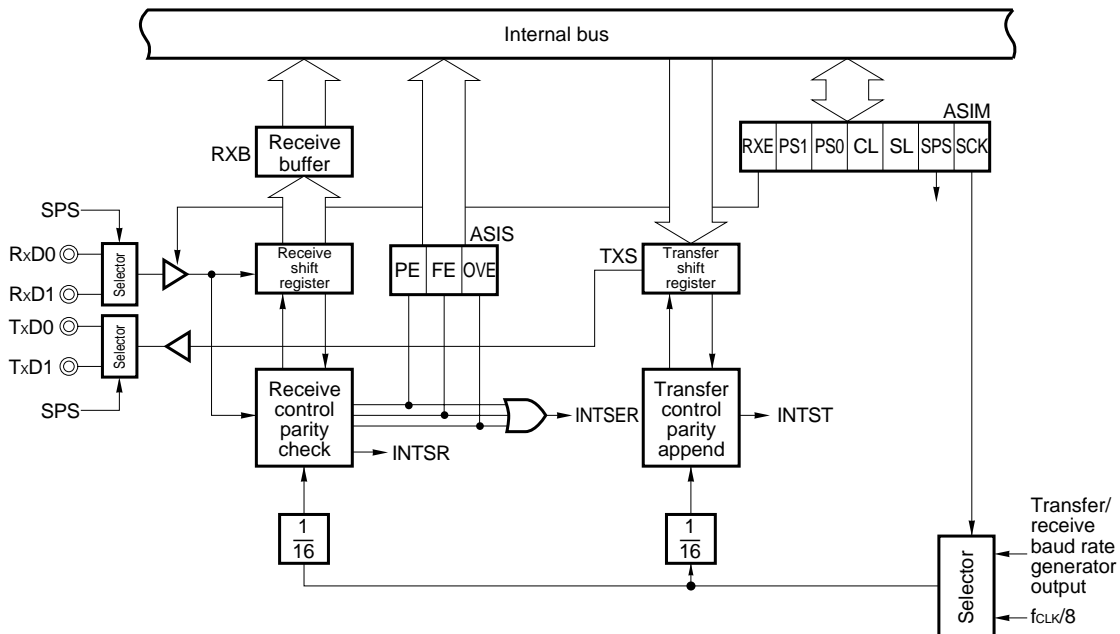 Internal bus
ASIM
RXE PS1 PS0 CL SL SPS SCK
RXB
Receive
buffer
SPS
RxD0
RxD1
Selector
TxD0
TxD1
Selector
SPS
Receive
shift
register
ASIS
PE FE OVE
TXS
Transfer
shift
register
Receive
control
parity
check
INTSER
INTSR
Transfer
control
parity
append
INTST
1
16
1
16
Selector
Transfer/
receive
baud rate
generator
output
fCLK/8